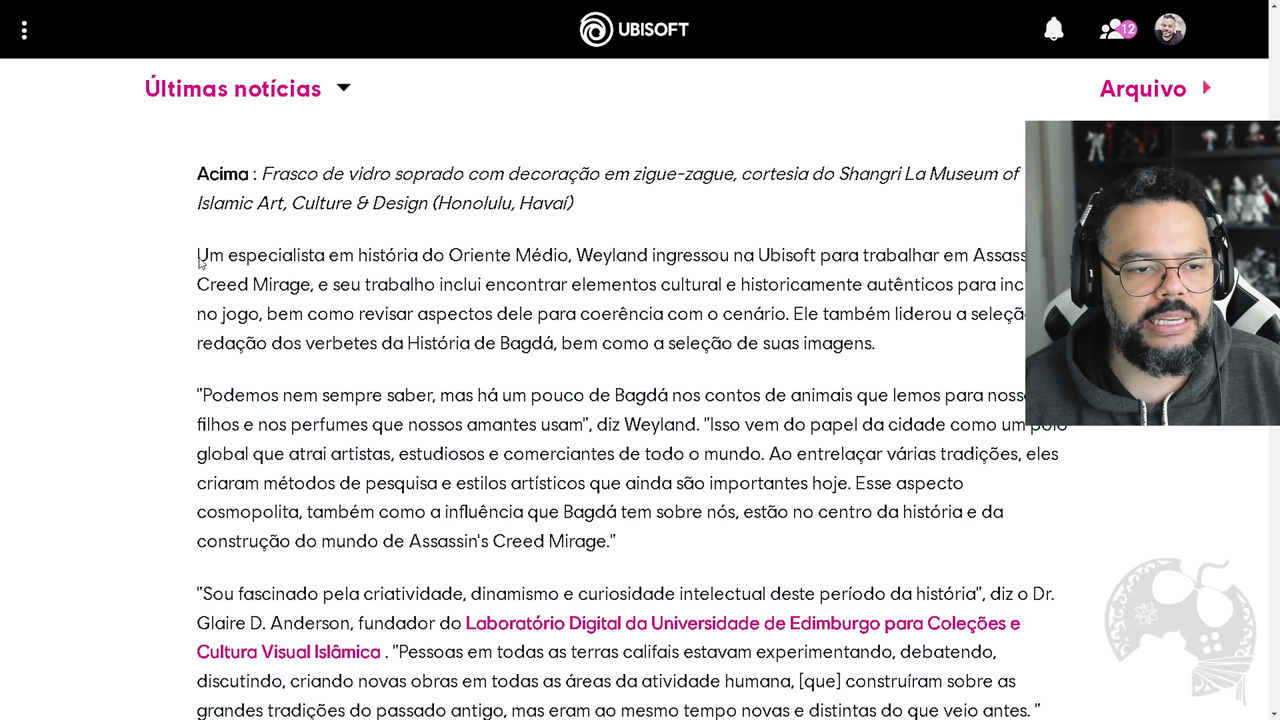 UBISOFT
12
Últimas notícias
Arquivo
Acima : Frasco de vidro soprado com decoração em zigue-zague, cortesia do Shangri La Museum of
Islamic Art, Culture & Design (Honolulu, Havaí)
Um especialista em história do Oriente Médio, Weyland ingressou na Ubisoft para trabalhar em Assass
Creed Mirage, e seu trabalho inclui encontrar elementos cultural e historicamente autênticos para inc
no jogo, bem como revisar aspectos dele para coerência com o cenário. Ele também liderou a seleçã
redação dos verbetes da História de Bagdá, bem como a seleção de suas imagens.
"Podemos nem sempre saber, mas há um pouco de Bagdá nos contos de animais que lemos para noss
filhos e nos perfumes que nossos amantes usam", diz Weyland. "Isso vem do papel da cidade como um polo
global que atrai artistas, estudiosos e comerciantes de todo o mundo. Ao entrelaçar várias tradições, eles
criaram métodos de pesquisa e estilos artísticos que ainda são importantes hoje. Esse aspecto
cosmopolita, também como a influência que Bagdá tem sobre nós, estão no centro da história e da
construção do mundo de Assassin's Creed Mirage."
"Sou fascinado pela criatividade, dinamismo e curiosidade intelectual deste período da história", diz o Dr.
Glaire D. Anderson, fundador do Laboratório Digital da Universidade de Edimburgo para Coleções e
Cultura Visual Islâmica . "Pessoas em todas as terras califais estavam experimentando, debatendo,
discutindo, criando novas obras em todas as áreas da atividade humana, [que] construíram sobre as
grandes tradições do passado antigo, mas eram ao mesmo tempo novas e distintas do que veio antes. "